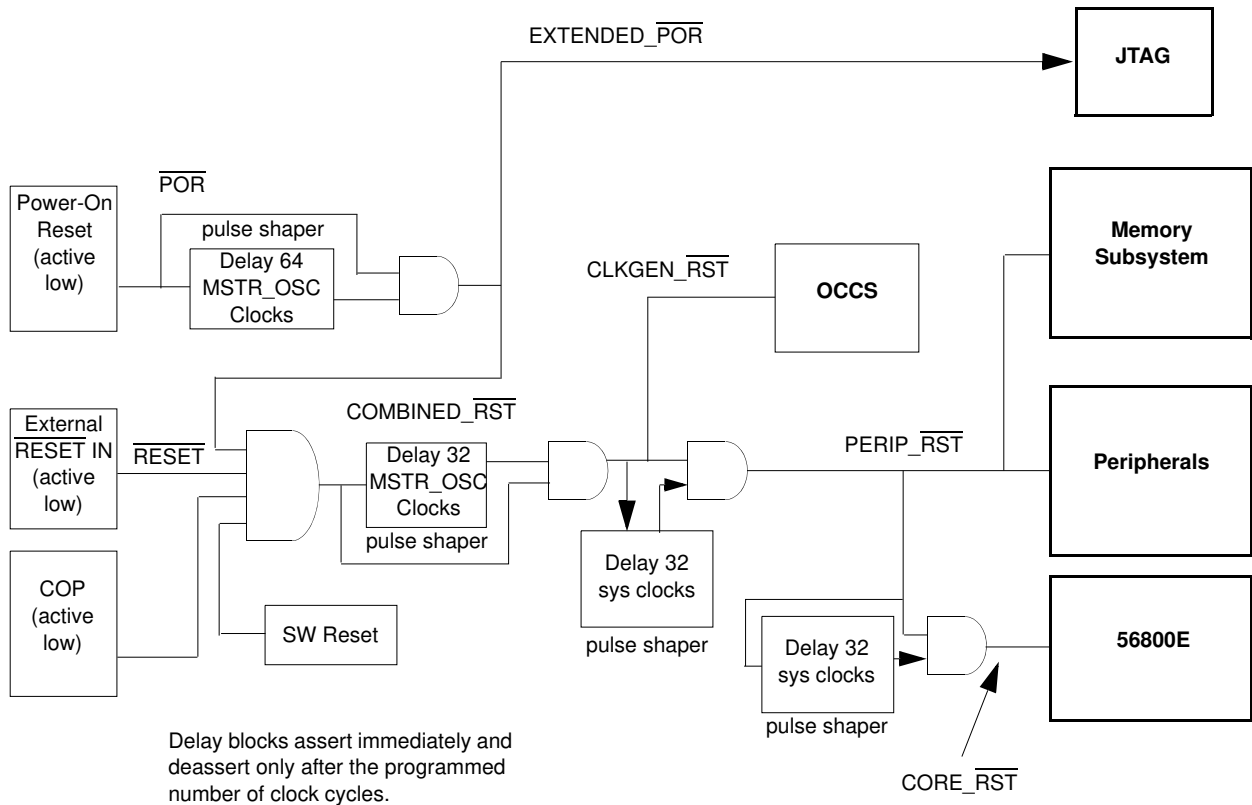 EXTENDED_POR
JTAG
POR
Power-On
Reset
(active
low)
pulse shaper
Delay 64
MSTR_OSC
Clocks
CLKGEN_RST
OCCS
Memory
Subsystem
External
RESET IN
(active
low)
RESET
COMBINED_RST
Delay 32
MSTR_OSC
Clocks
pulse shaper
PERIP_RST
Peripherals
COP
(active
low)
SW Reset
Delay 32
sys clocks
pulse shaper
Delay 32
sys clocks
pulse shaper
56800E
CORE_RST
Delay blocks assert immediately and
deassert only after the programmed
number of clock cycles.